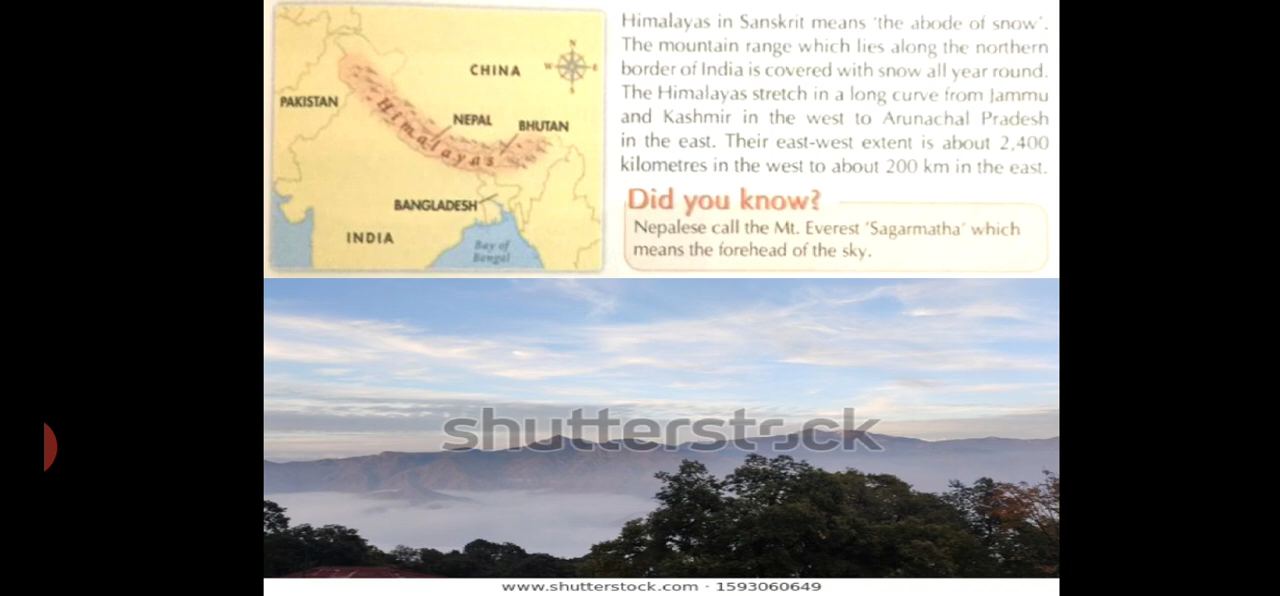 CHINA
N
W
E
S
PAKISTAN
NEPAL
BHUTAN
Himalayas
BANGLADESH
INDIA
Bay of
Bengal
Himalayas in Sanskrit means ‘the abode of snow’.
The mountain range which lies along the northern
border of India is covered with snow all year round.
The Himalayas stretch in a long curve from Jammu
and Kashmir in the west to Arunachal Pradesh
in the east. Their east-west extent is about 2,400
kilometres in the west to about 200 km in the east.
Did you know?
Nepalese call the Mt. Everest ‘Sagarmatha’ which
means the forehead of the sky.
shutterstock
www.shutterstock.com · 1593060649